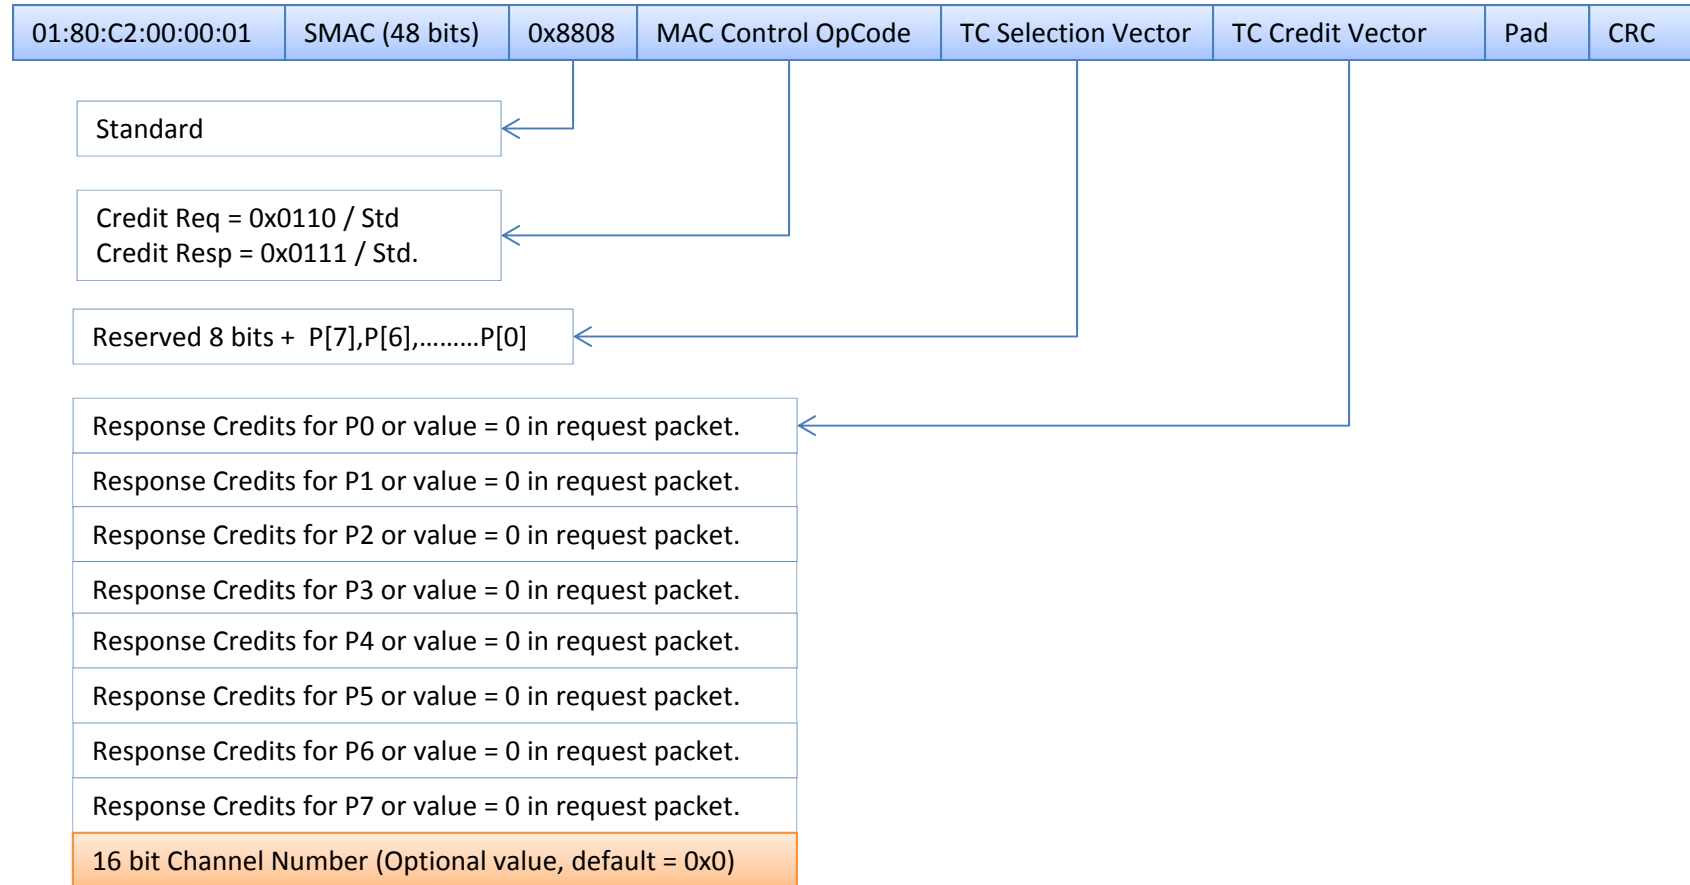 01:80:C2:00:00:01 SMAC (48 bits) 0x8808 MAC Control OpCode TC Selection Vector TC Credit Vector Pad CRC
Standard
Credit Req = 0x0110 / Std
Credit Resp = 0x0111 / Std.
Reserved 8 bits +  P[7],P[6],………P[0]
Response Credits for P0 or value = 0 in request packet.
Response Credits for P1 or value = 0 in request packet.
Response Credits for P2 or value = 0 in request packet.
Response Credits for P3 or value = 0 in request packet.
Response Credits for P4 or value = 0 in request packet.
Response Credits for P5 or value = 0 in request packet.
Response Credits for P6 or value = 0 in request packet.
Response Credits for P7 or value = 0 in request packet.
16 bit Channel Number (Optional value, default = 0x0)